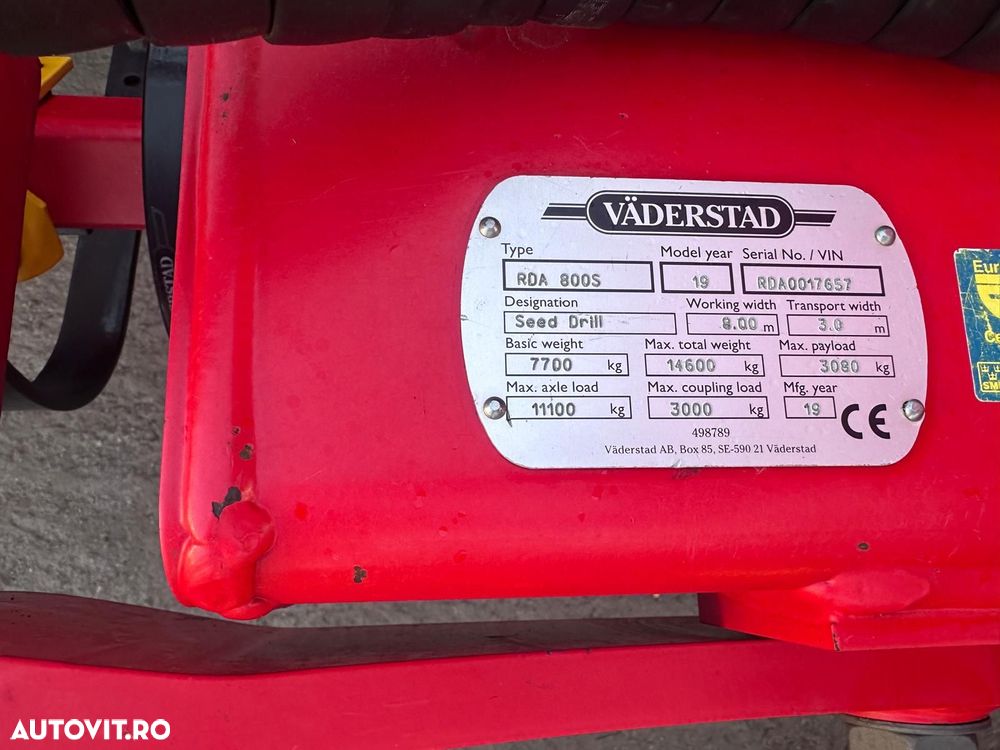 VÄDERSTAD
Type Model year Serial No. / VIN
RDA 800S 19 RDA0017657
Designation Working width Transport width
Seed Drill 8.00 m 3.0 m
Basic weight Max. total weight Max. payload
7700 kg 14600 kg 3080 kg
Max. axle load Max. coupling load Mfg. year
11100 kg 3000 kg 19 CE
498789
Väderstad AB, Box 85, SE-590 21 Väderstad
AUTOVIT.RO